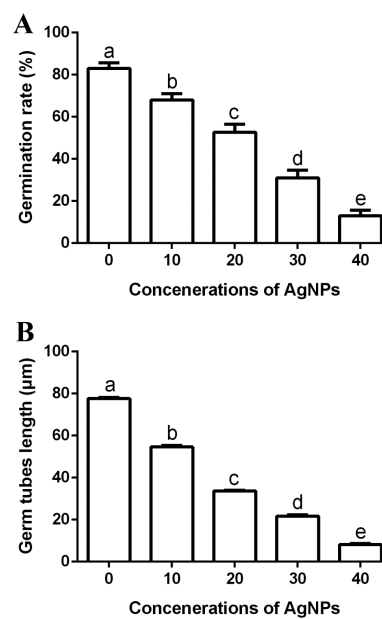 A
Germination rate (%)
100
80
60
40
20
0
a
b
c
d
e
0 10 20 30 40
Concenerations of AgNPs
B
Germ tubes length (μm)
100
80
60
40
20
0
a
b
c
d
e
0 10 20 30 40
Concenerations of AgNPs